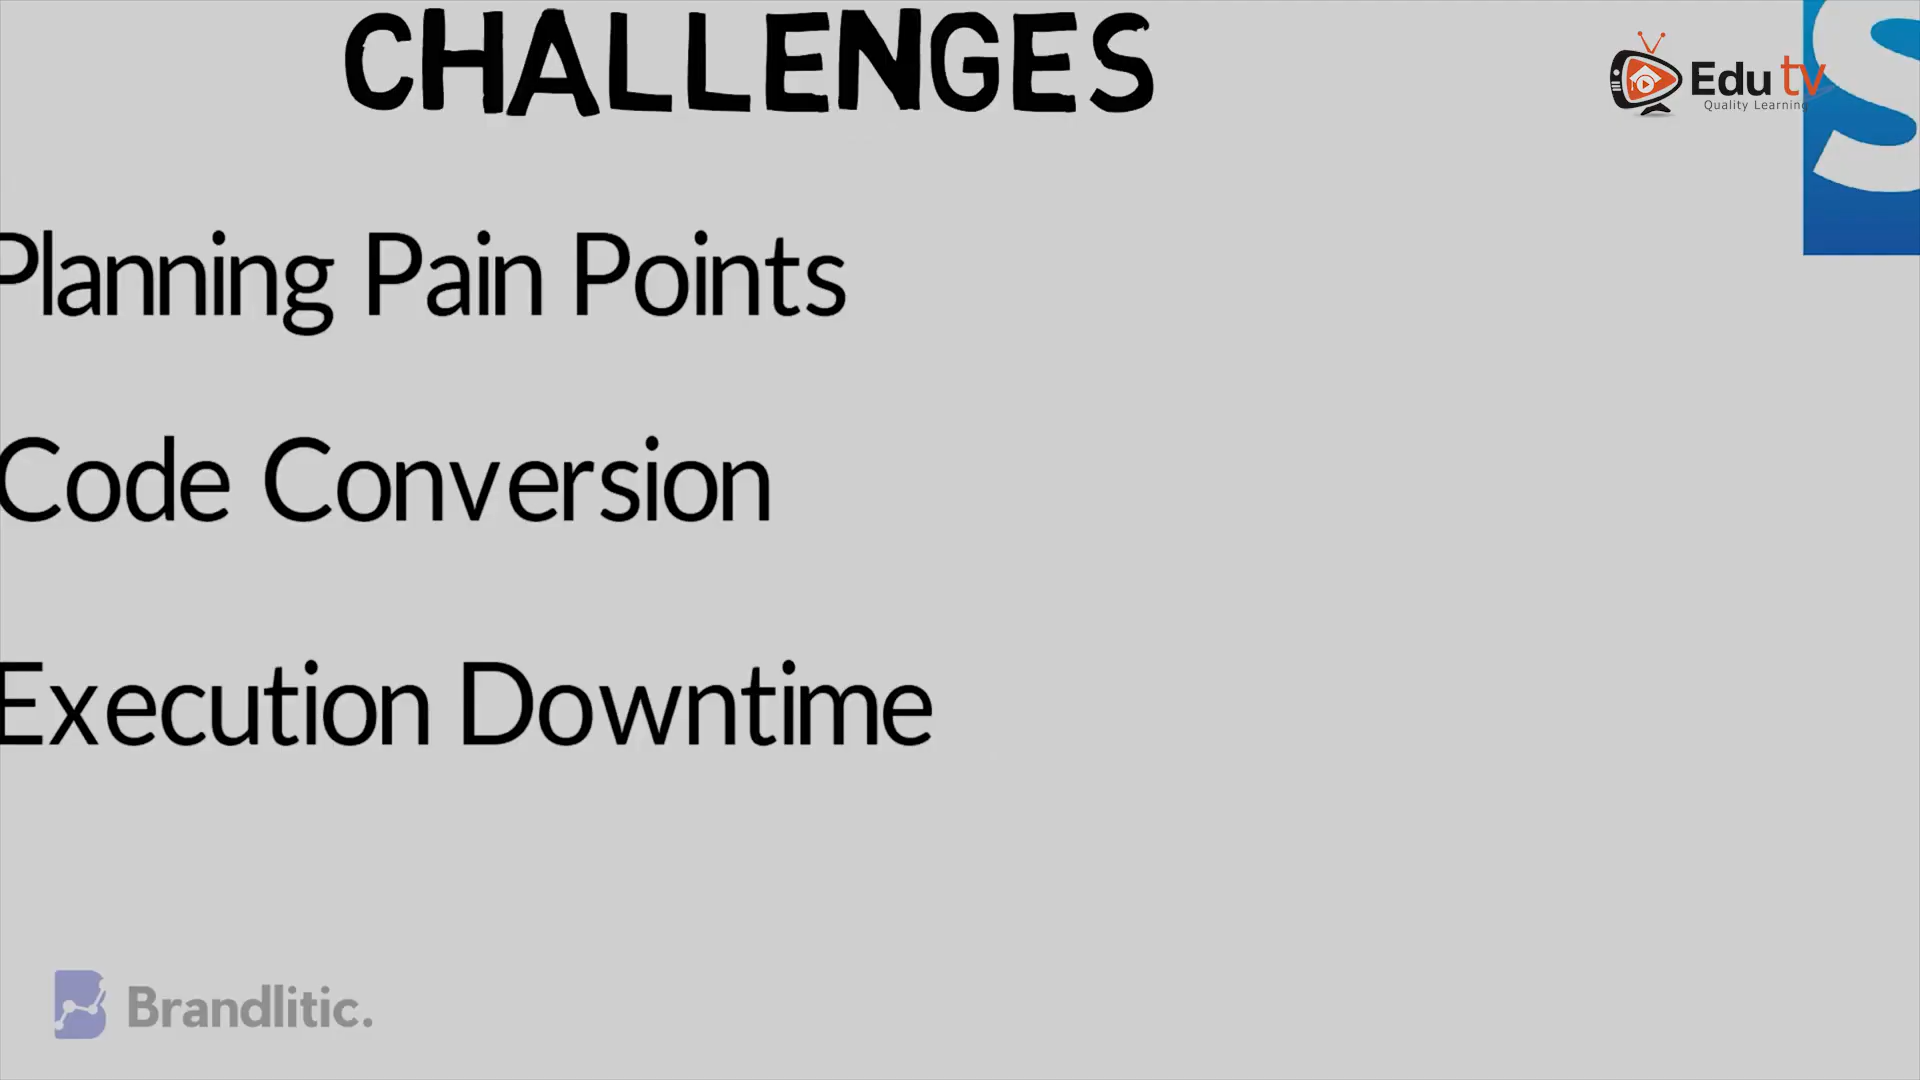 CHALLENGES
Edu tv
Quality Learning
S
Planning Pain Points
Code Conversion
Execution Downtime
Brandlitic.